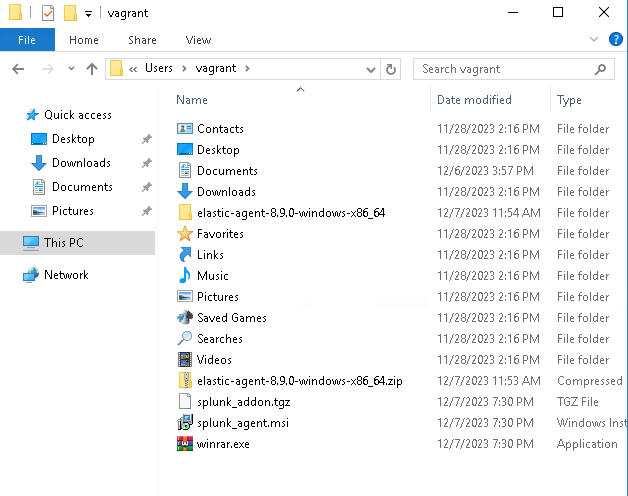 vagrant
File Home Share View
« Users > vagrant > Search vagrant
Name Date modified Type
Quick access
Desktop
Downloads
Documents
Pictures
This PC
Network
Contacts 11/28/2023 2:16 PM File folder
Desktop 11/28/2023 2:16 PM File folder
Documents 12/6/2023 3:57 PM File folder
Downloads 11/28/2023 2:16 PM File folder
elastic-agent-8.9.0-windows-x86_64 12/7/2023 11:54 AM File folder
Favorites 11/28/2023 2:16 PM File folder
Links 11/28/2023 2:16 PM File folder
Music 11/28/2023 2:16 PM File folder
Pictures 11/28/2023 2:16 PM File folder
Saved Games 11/28/2023 2:16 PM File folder
Searches 11/28/2023 2:16 PM File folder
Videos 11/28/2023 2:16 PM File folder
elastic-agent-8.9.0-windows-x86_64.zip 12/7/2023 11:53 AM Compressed
splunk_addon.tgz 12/7/2023 7:30 PM TGZ File
splunk_agent.msi 12/7/2023 7:30 PM Windows Inst
winrar.exe 12/7/2023 7:30 PM Application